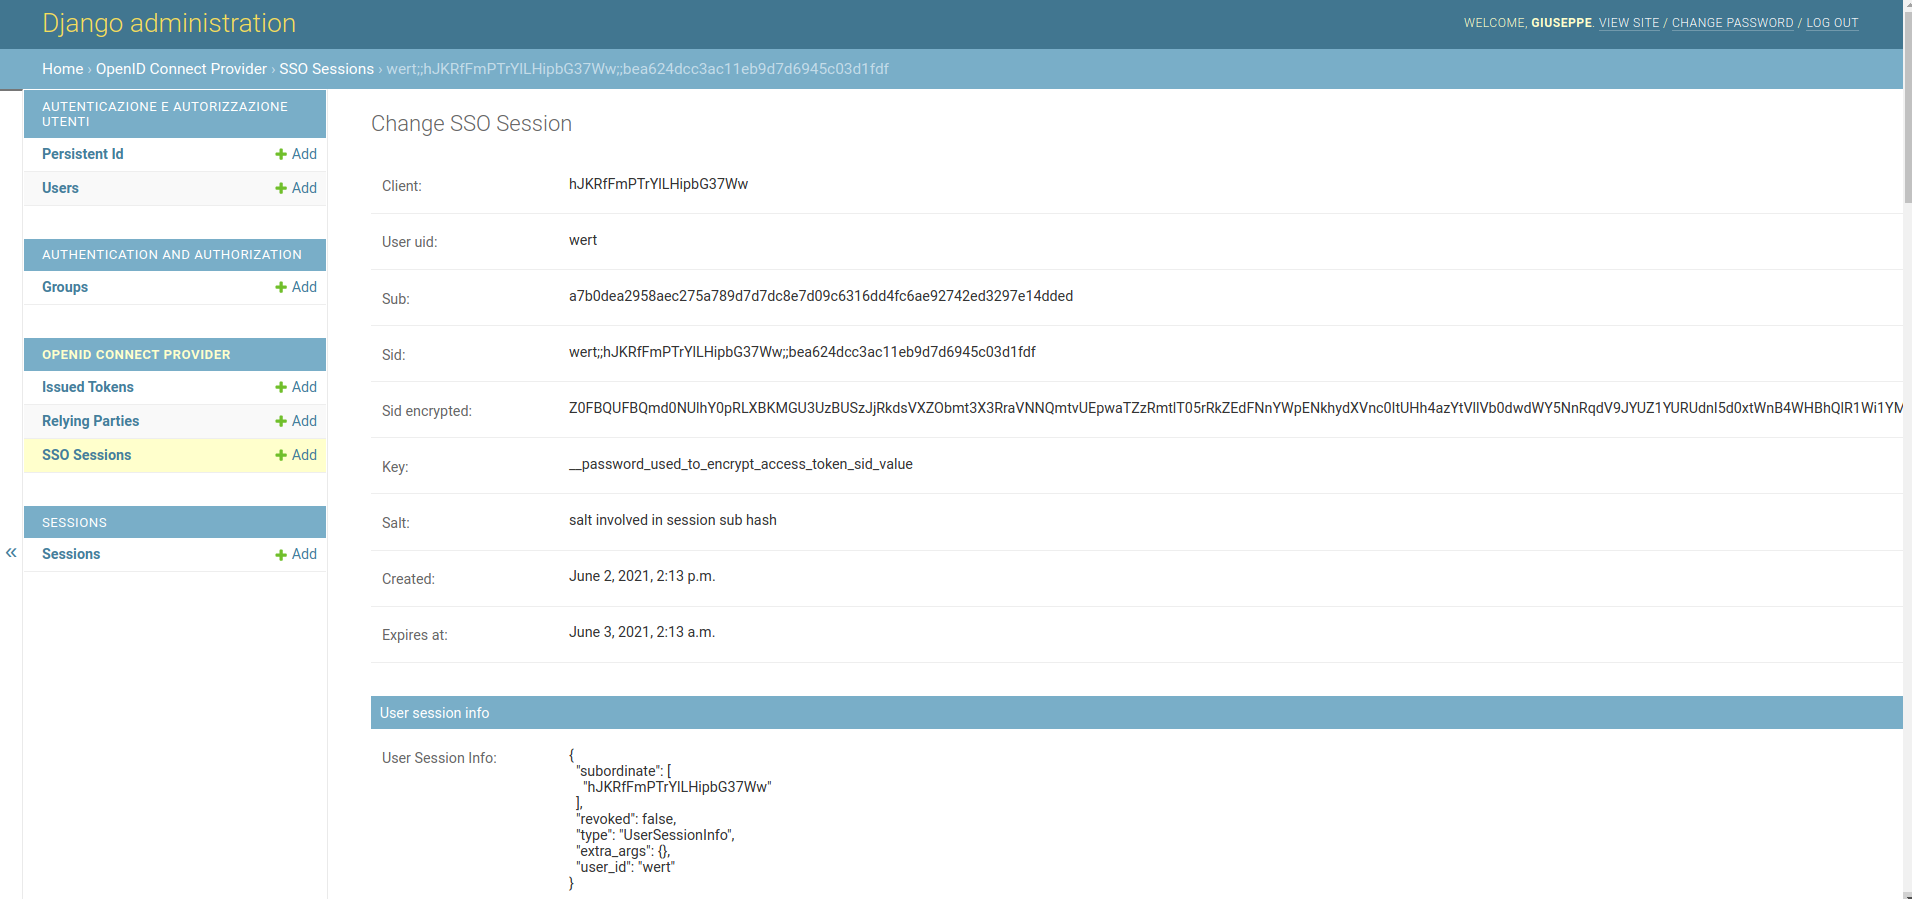 Django administration
WELCOME, GIUSEPPE. VIEW SITE / CHANGE PASSWORD / LOG OUT
Home › OpenID Connect Provider › SSO Sessions › wert;;hJKRfFmPTrYlLHipbG37Ww;;bea624dcc3ac11eb9d7d6945c03d1fdf
AUTENTICAZIONE E AUTORIZZAZIONE
UTENTI
Persistent Id Add
Users Add
AUTHENTICATION AND AUTHORIZATION
Groups Add
OPENID CONNECT PROVIDER
Issued Tokens Add
Relying Parties Add
SSO Sessions Add
SESSIONS
Sessions Add
«
Change SSO Session
Client: hJKRfFmPTrYlLHipbG37Ww
User uid: wert
Sub: a7b0dea2958aec275a789d7d7dc8e7d09c6316dd4fc6ae92742ed3297e14dded
Sid: wert;;hJKRfFmPTrYlLHipbG37Ww;;bea624dcc3ac11eb9d7d6945c03d1fdf
Sid encrypted:
Key: __password_used_to_encrypt_access_token_sid_value
Salt: salt involved in session sub hash
Created: June 2, 2021, 2:13 p.m.
Expires at: June 3, 2021, 2:13 a.m.
User session info
User Session Info: {
"subordinate": [
"hJKRfFmPTrYlLHipbG37Ww"
],
"revoked": false,
"type": "UserSessionInfo",
"extra_args": {},
"user_id": "wert"
}